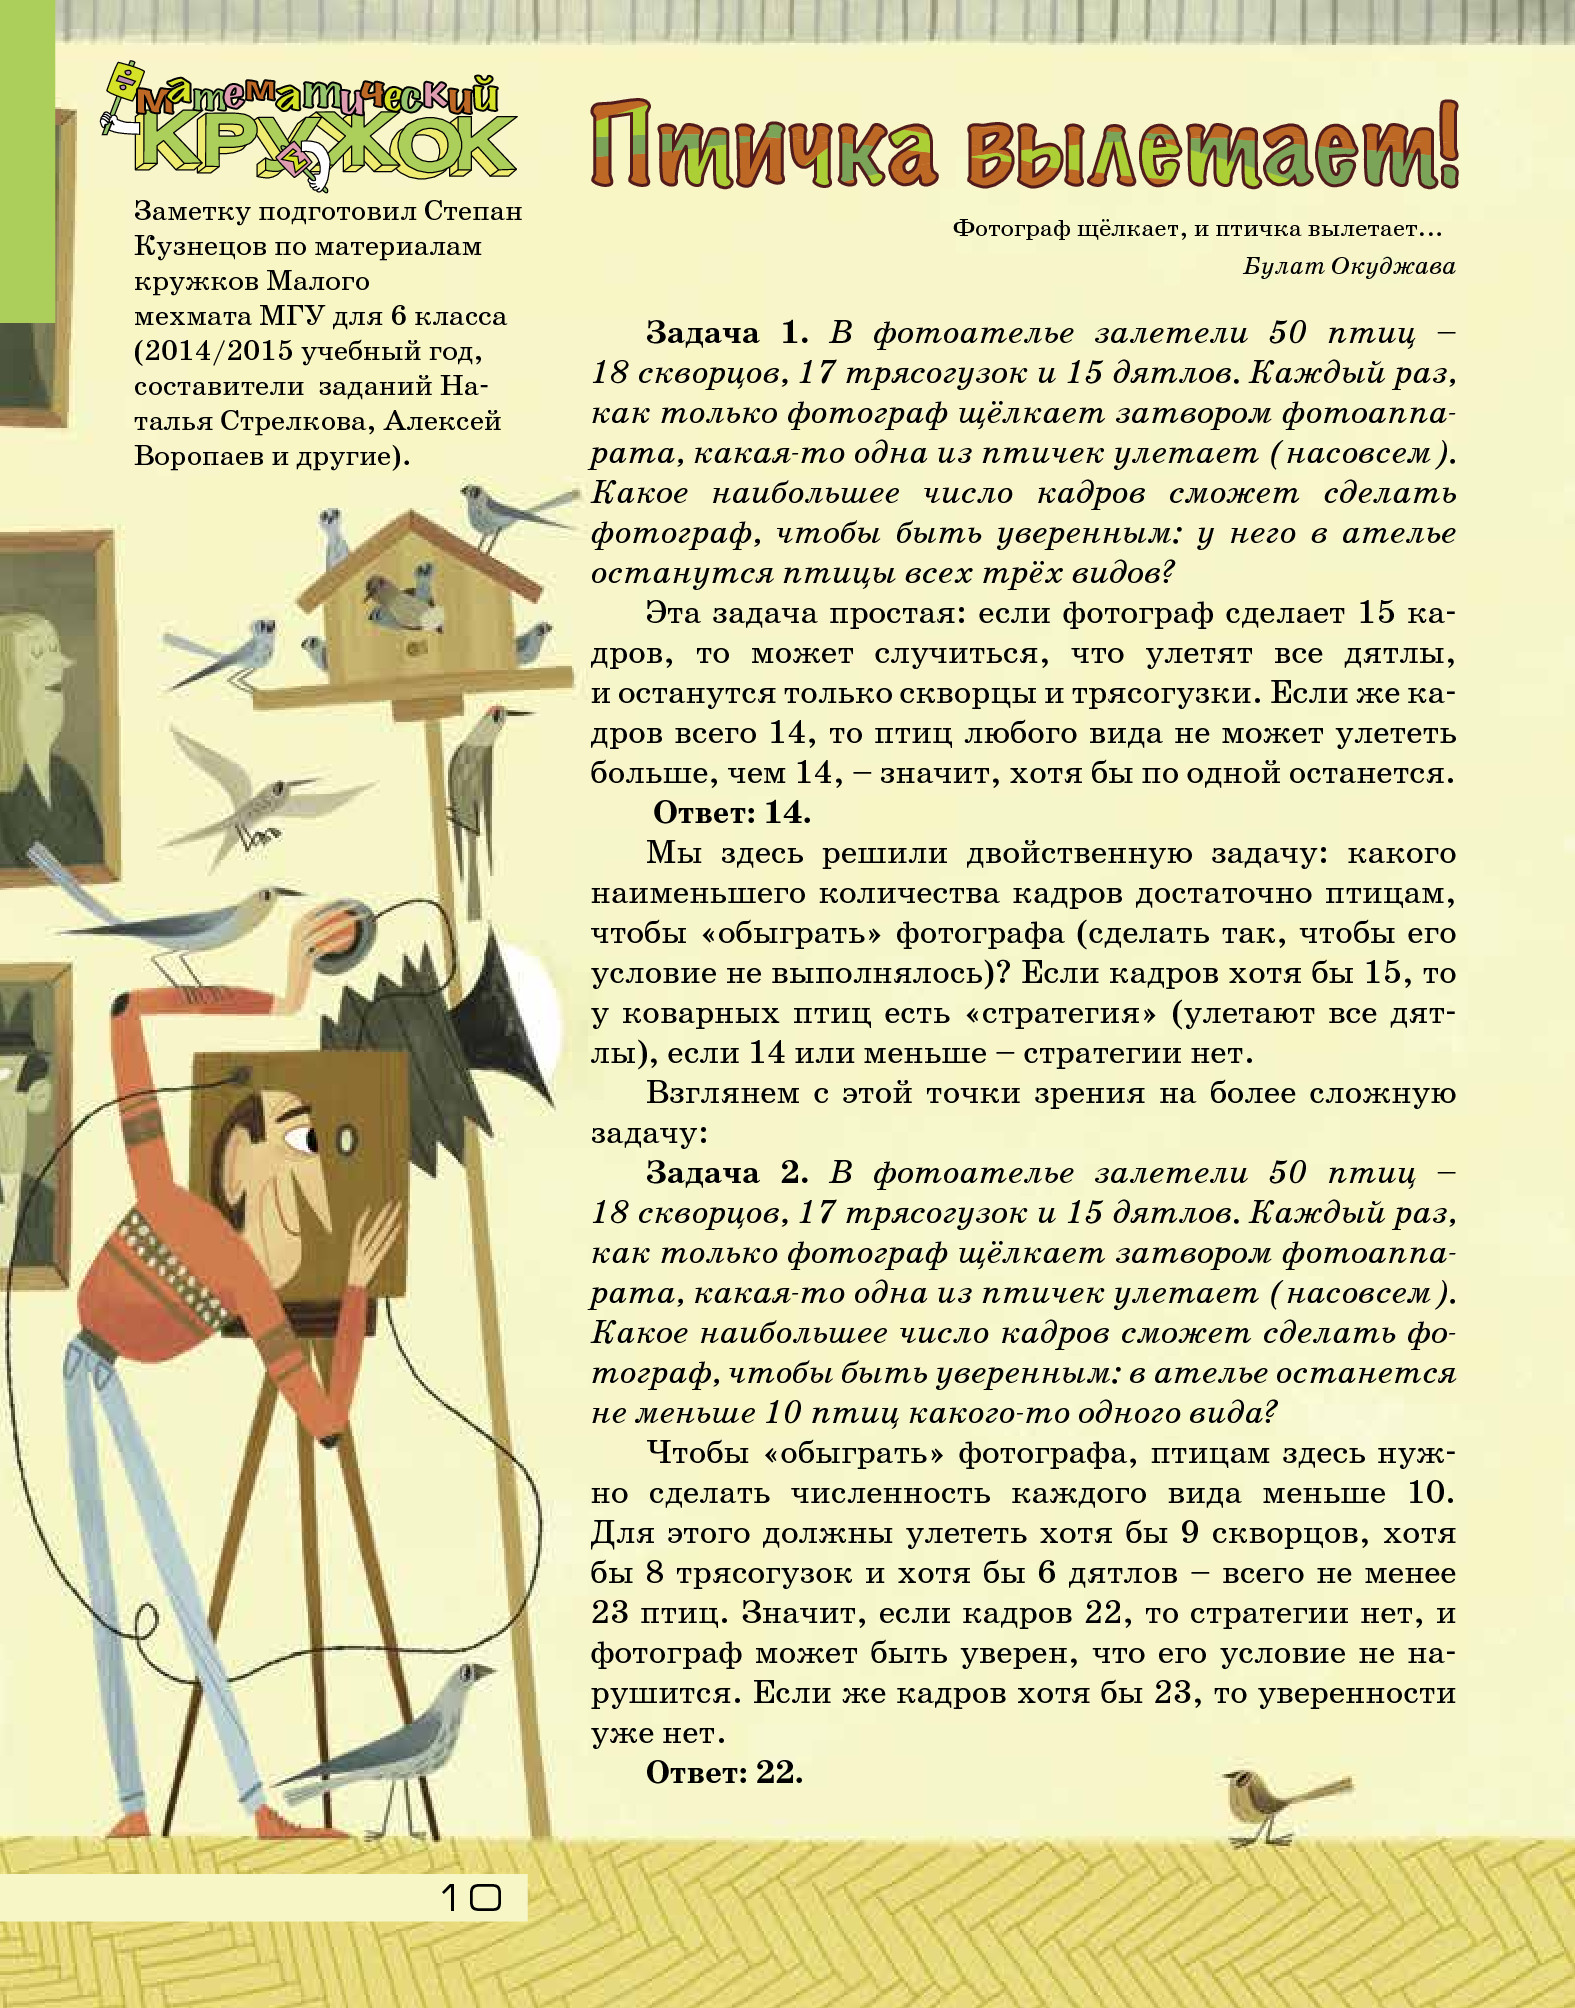 математический
КРУЖОК
Заметку подготовил Степан
Кузнецов по материалам
кружков Малого
мехмата МГУ для 6 класса
(2014/2015 учебный год,
составители заданий На-
талья Стрелкова, Алексей
Воропаев и другие).
Птичка вылетает!
Фотограф щёлкает, и птичка вылетает...
Булат Окуджава
Задача 1. В фотоателье залетели 50 птиц –
18 скворцов, 17 трясогузок и 15 дятлов. Каждый раз,
как только фотограф щёлкает затвором фотоаппа-
рата, какая-то одна из птичек улетает (насовсем).
Какое наибольшее число кадров сможет сделать
фотограф, чтобы быть уверенным: у него в ателье
останутся птицы всех трёх видов?
Эта задача простая: если фотограф сделает 15 ка-
дров, то может случиться, что улетят все дятлы,
и останутся только скворцы и трясогузки. Если же ка-
дров всего 14, то птиц любого вида не может улететь
больше, чем 14, – значит, хотя бы по одной останется.
Ответ: 14.
Мы здесь решили двойственную задачу: какого
наименьшего количества кадров достаточно птицам,
чтобы «обыграть» фотографа (сделать так, чтобы его
условие не выполнялось)? Если кадров хотя бы 15, то
у коварных птиц есть «стратегия» (улетают все дят-
лы), если 14 или меньше – стратегии нет.
Взглянем с этой точки зрения на более сложную
задачу:
Задача 2. В фотоателье залетели 50 птиц –
18 скворцов, 17 трясогузок и 15 дятлов. Каждый раз,
как только фотограф щёлкает затвором фотоаппа-
рата, какая-то одна из птичек улетает (насовсем).
Какое наибольшее число кадров сможет сделать фо-
тограф, чтобы быть уверенным: в ателье останется
не меньше 10 птиц какого-то одного вида?
Чтобы «обыграть» фотографа, птицам здесь нуж-
но сделать численность каждого вида меньше 10.
Для этого должны улететь хотя бы 9 скворцов, хотя
бы 8 трясогузок и хотя бы 6 дятлов – всего не менее
23 птиц. Значит, если кадров 22, то стратегии нет, и
фотограф может быть уверен, что его условие не на-
рушится. Если же кадров хотя бы 23, то уверенности
уже нет.
Ответ: 22.
10